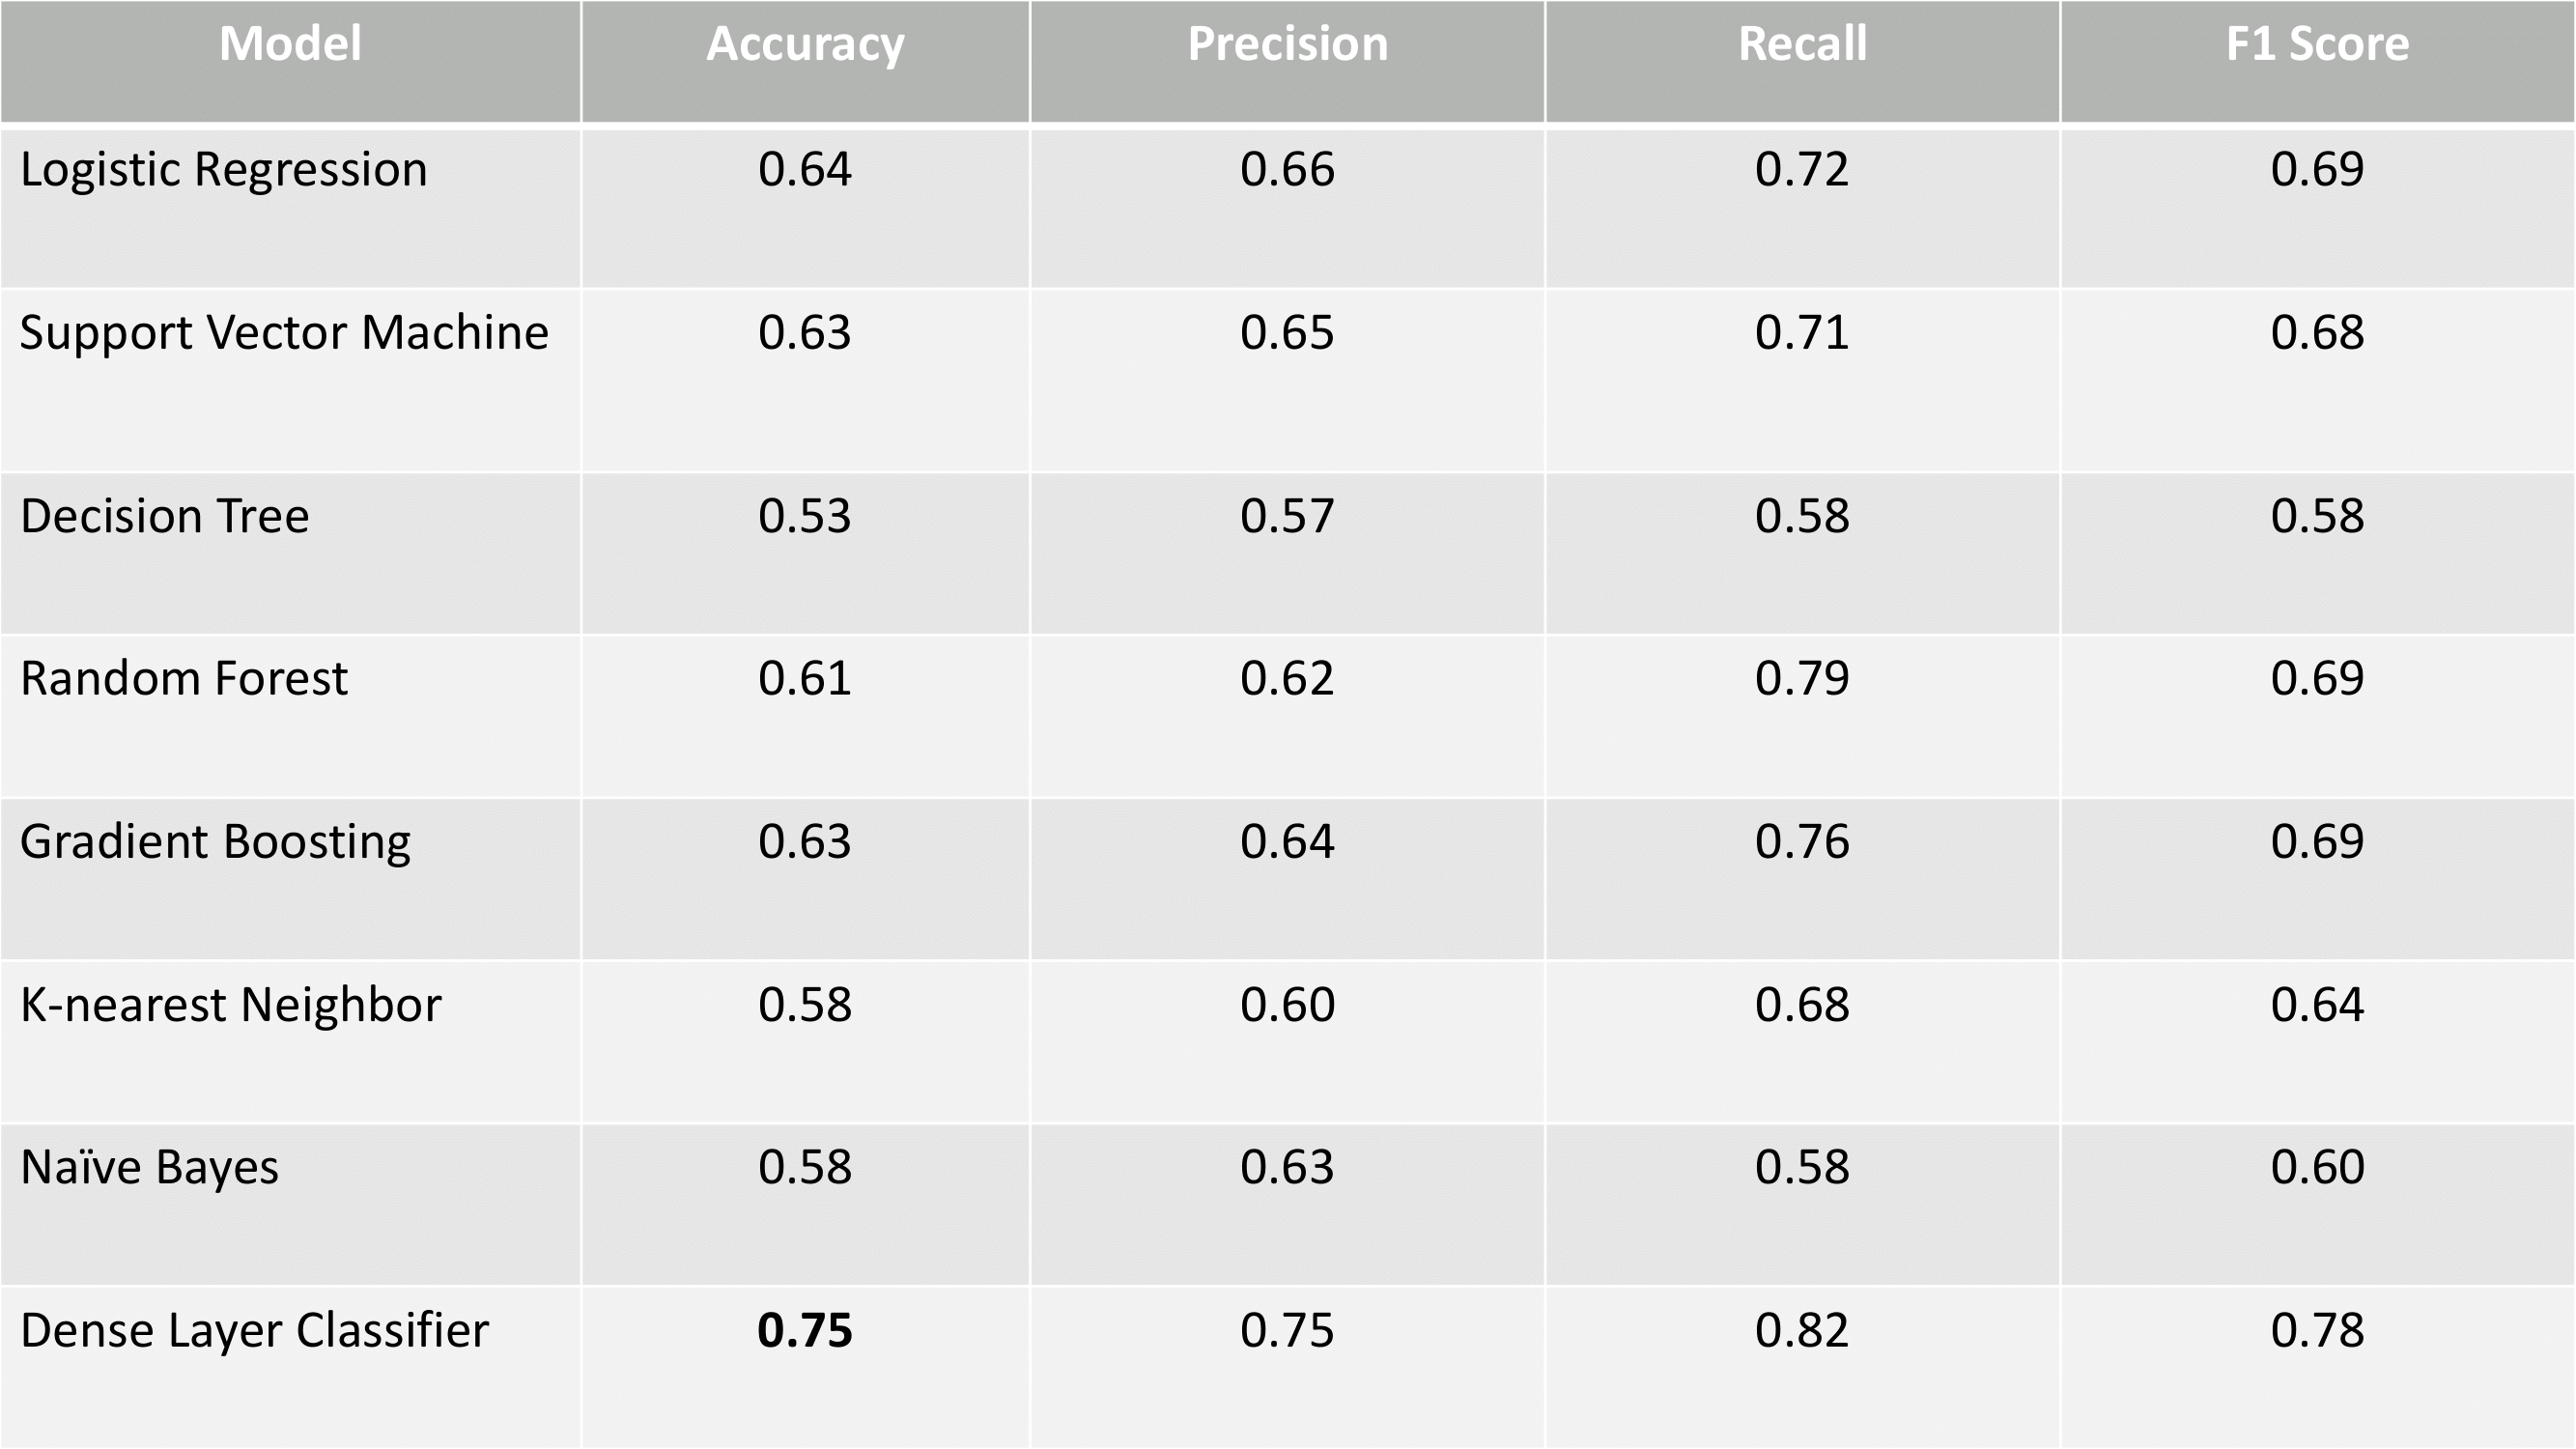 Model Accuracy Precision Recall F1 Score
Logistic Regression 0.64 0.66 0.72 0.69
Support Vector Machine 0.63 0.65 0.71 0.68
Decision Tree 0.53 0.57 0.58 0.58
Random Forest 0.61 0.62 0.79 0.69
Gradient Boosting 0.63 0.64 0.76 0.69
K-nearest Neighbor 0.58 0.60 0.68 0.64
Naïve Bayes 0.58 0.63 0.58 0.60
Dense Layer Classifier 0.75 0.75 0.82 0.78